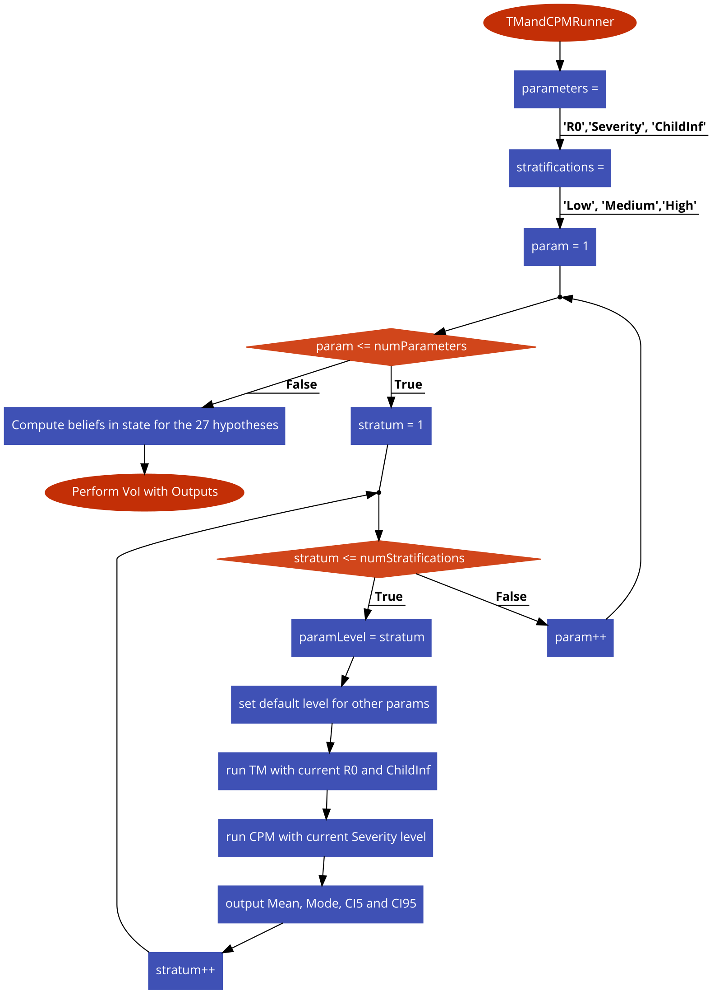 TMandCPMRunner
parameters =
'R0','Severity', 'ChildInf'
stratifications =
'Low', 'Medium','High'
param = 1
param <= numParameters
False
True
Compute beliefs in state for the 27 hypotheses
stratum = 1
Perform VoI with Outputs
stratum <= numStratifications
True
False
paramLevel = stratum
param++
set default level for other params
run TM with current R0 and ChildInf
run CPM with current Severity level
output Mean, Mode, CI5 and CI95
stratum++